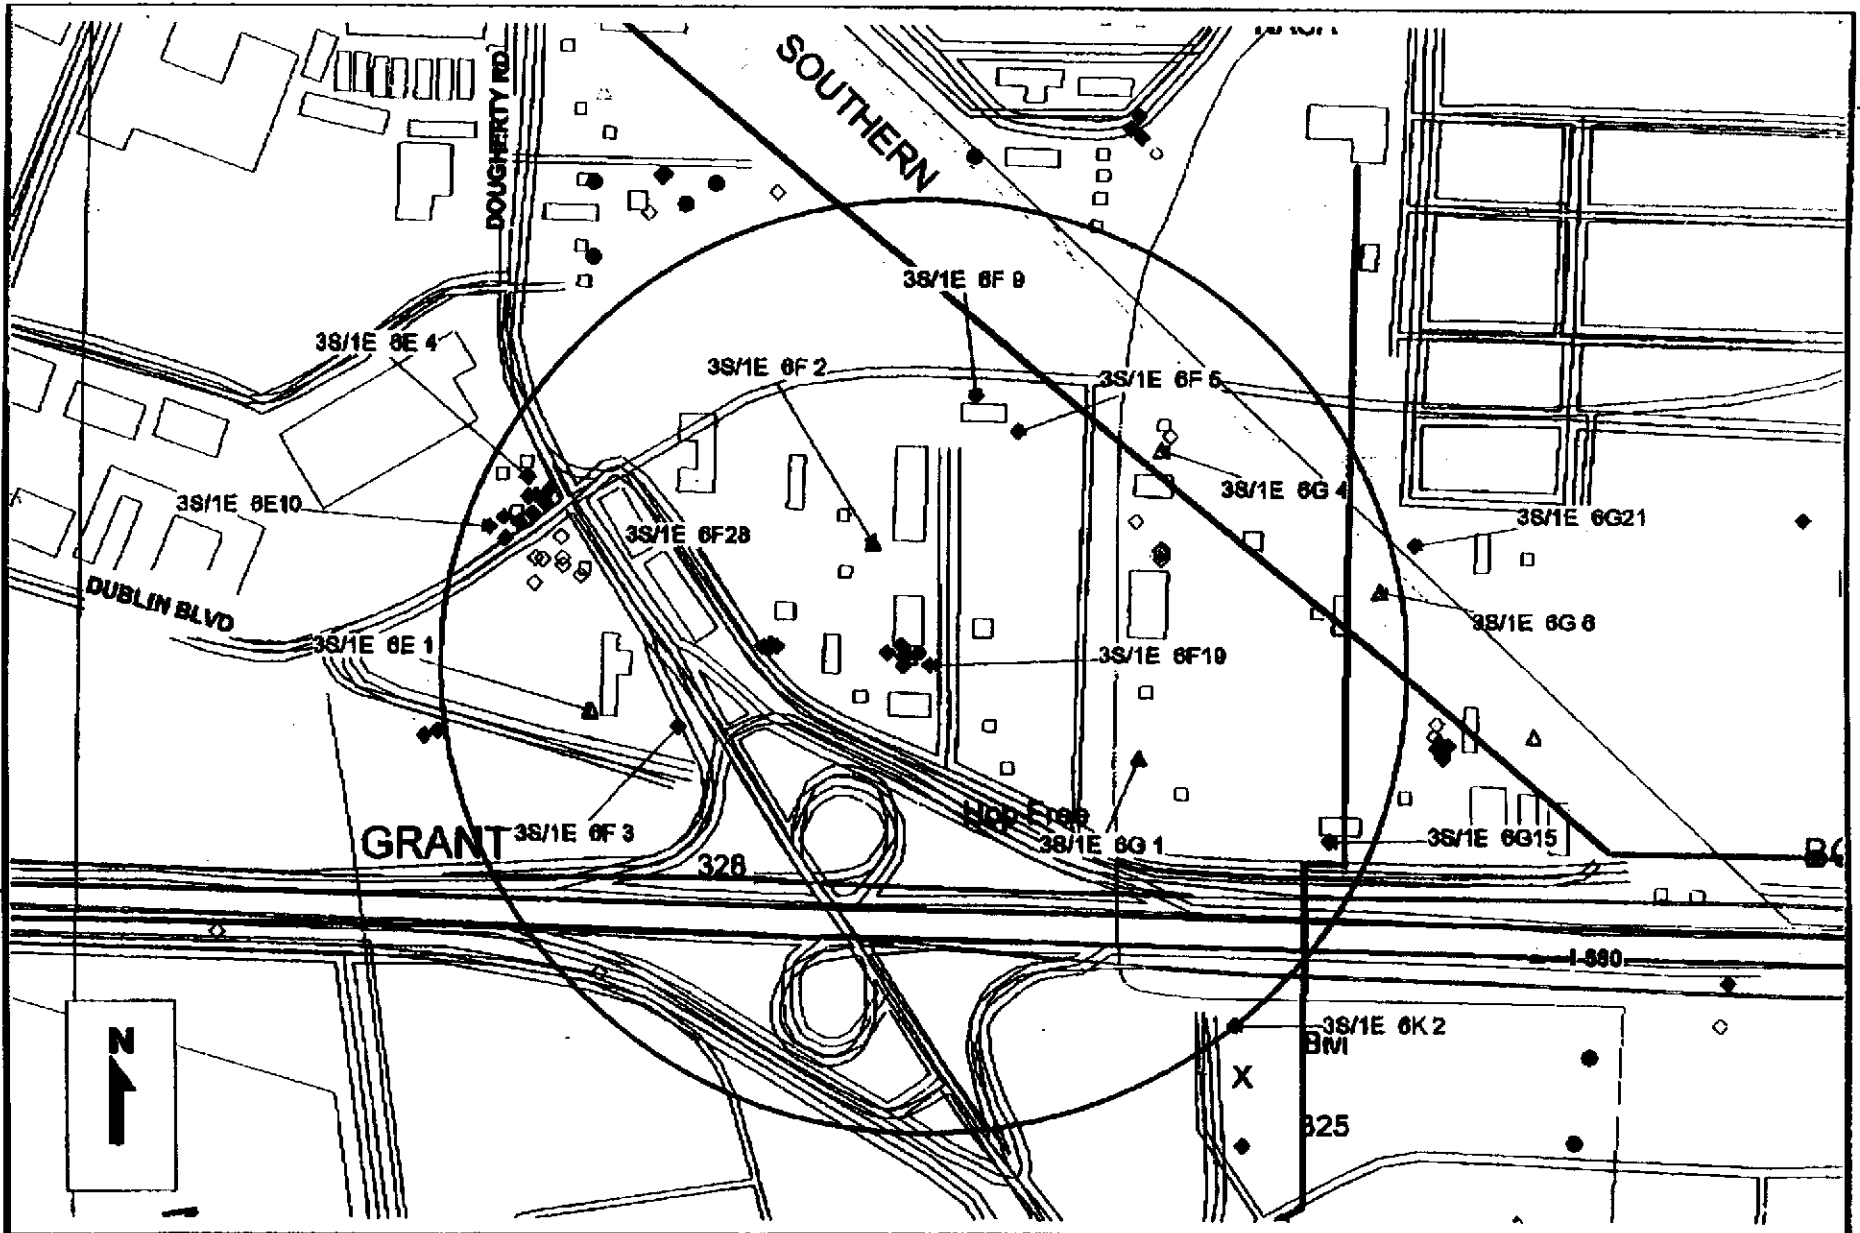 SOUTHERN
DOUGHERTY RD
3S/1E 6F 9
3S/1E 6E 4
3S/1E 6F 2
3S/1E 6F 5
3S/1E 6G 4
3S/1E 6E10
3S/1E 6G21
3S/1E 6F28
DUBLIN BLVD
3S/1E 6G 6
3S/1E 6E 1
3S/1E 6F19
Hop Free
GRANT
3S/1E 6F 3
3S/1E 6G 1
3S/1E 6G15
328
I-580
3S/1E 6K 2
N
BM
X
325